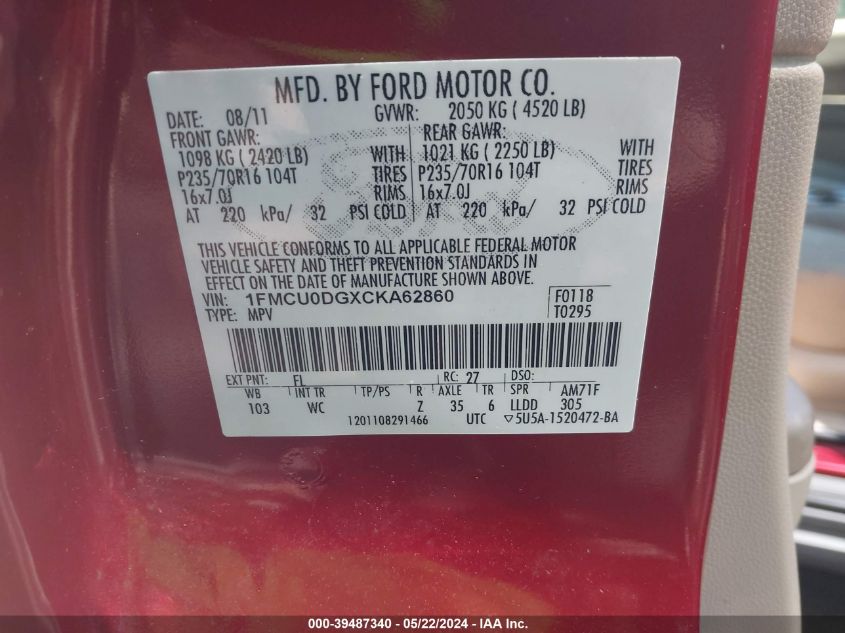 MFD. BY FORD MOTOR CO.
DATE: 08/11 GVWR: 2050 KG ( 4520 LB)
FRONT GAWR: REAR GAWR:
1098 KG ( 2420 LB) WITH 1021 KG ( 2250 LB) WITH
P235/70R16 104T TIRES P235/70R16 104T TIRES
16x7.0J RIMS 16x7.0J RIMS
AT 220 kPa/ 32 PSI COLD AT 220 kPa/ 32 PSI COLD
THIS VEHICLE CONFORMS TO ALL APPLICABLE FEDERAL MOTOR
VEHICLE SAFETY AND THEFT PREVENTION STANDARDS IN
EFFECT ON THE DATE OF MANUFACTURE SHOWN ABOVE.
VIN: 1FMCU0DGXCKA62860 F0118
TYPE: MPV T0295
EXT PNT: FL RC: 27 DSO:
WB INT TR TP/PS R AXLE TR SPR AM71F
103 WC Z 35 6 LLDD 305
1201108291466 UTC ▽5U5A-1520472-BA
000-39487340 - 05/22/2024 - IAA Inc.